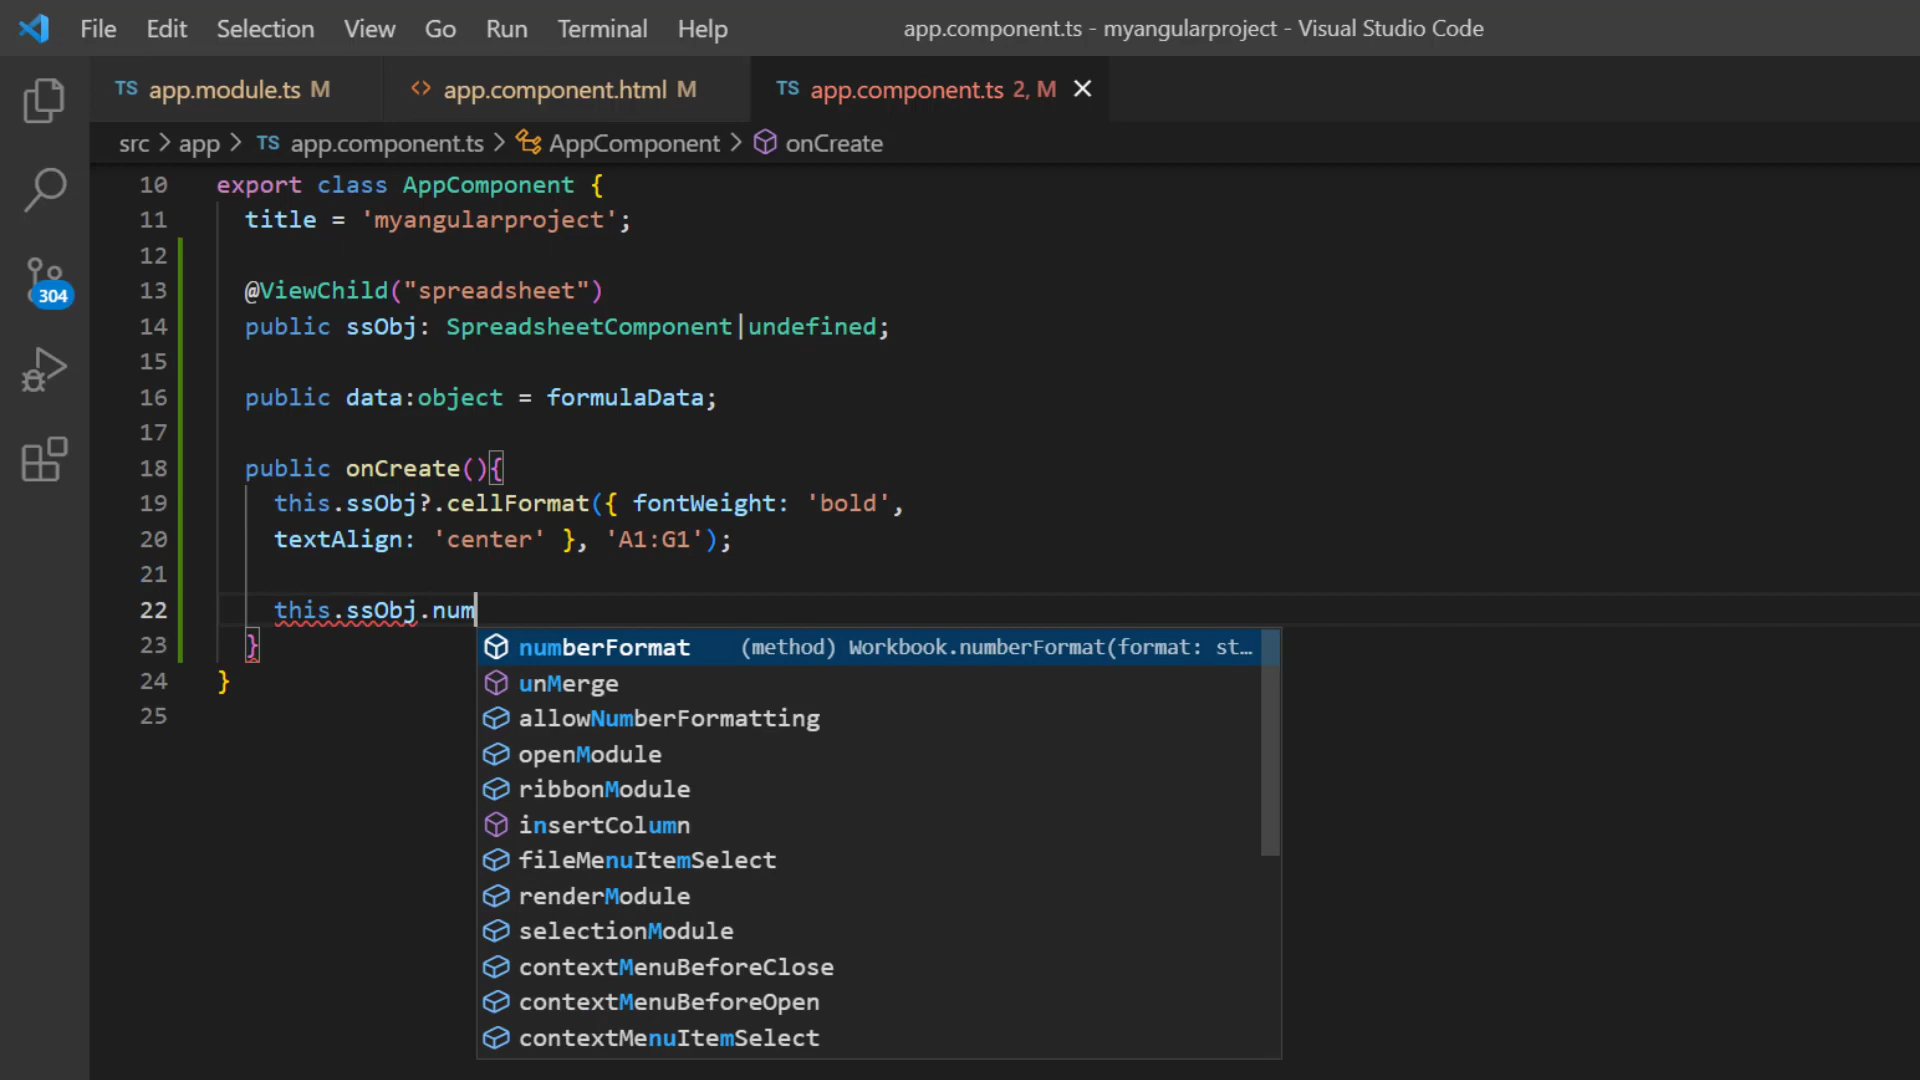 File Edit Selection View Go Run Terminal Help app.component.ts - myangularproject - Visual Studio Code
TS app.module.ts M <> app.component.html M TS app.component.ts 2, M ×
src > app > TS app.component.ts > AppComponent > onCreate
10 export class AppComponent {
11 title = 'myangularproject';
12
13 @ViewChild("spreadsheet")
14 public ssObj: SpreadsheetComponent|undefined;
15
16 public data:object = formulaData;
17
18 public onCreate(){
19 this.ssObj?.cellFormat({ fontWeight: 'bold',
20 textAlign: 'center' }, 'A1:G1');
21
22 this.ssObj.num
23 }
24 }
25
304
numberFormat (method) Workbook.numberFormat(format: st…
unMerge
allowNumberFormatting
openModule
ribbonModule
insertColumn
fileMenuItemSelect
renderModule
selectionModule
contextMenuBeforeClose
contextMenuBeforeOpen
contextMenuItemSelect